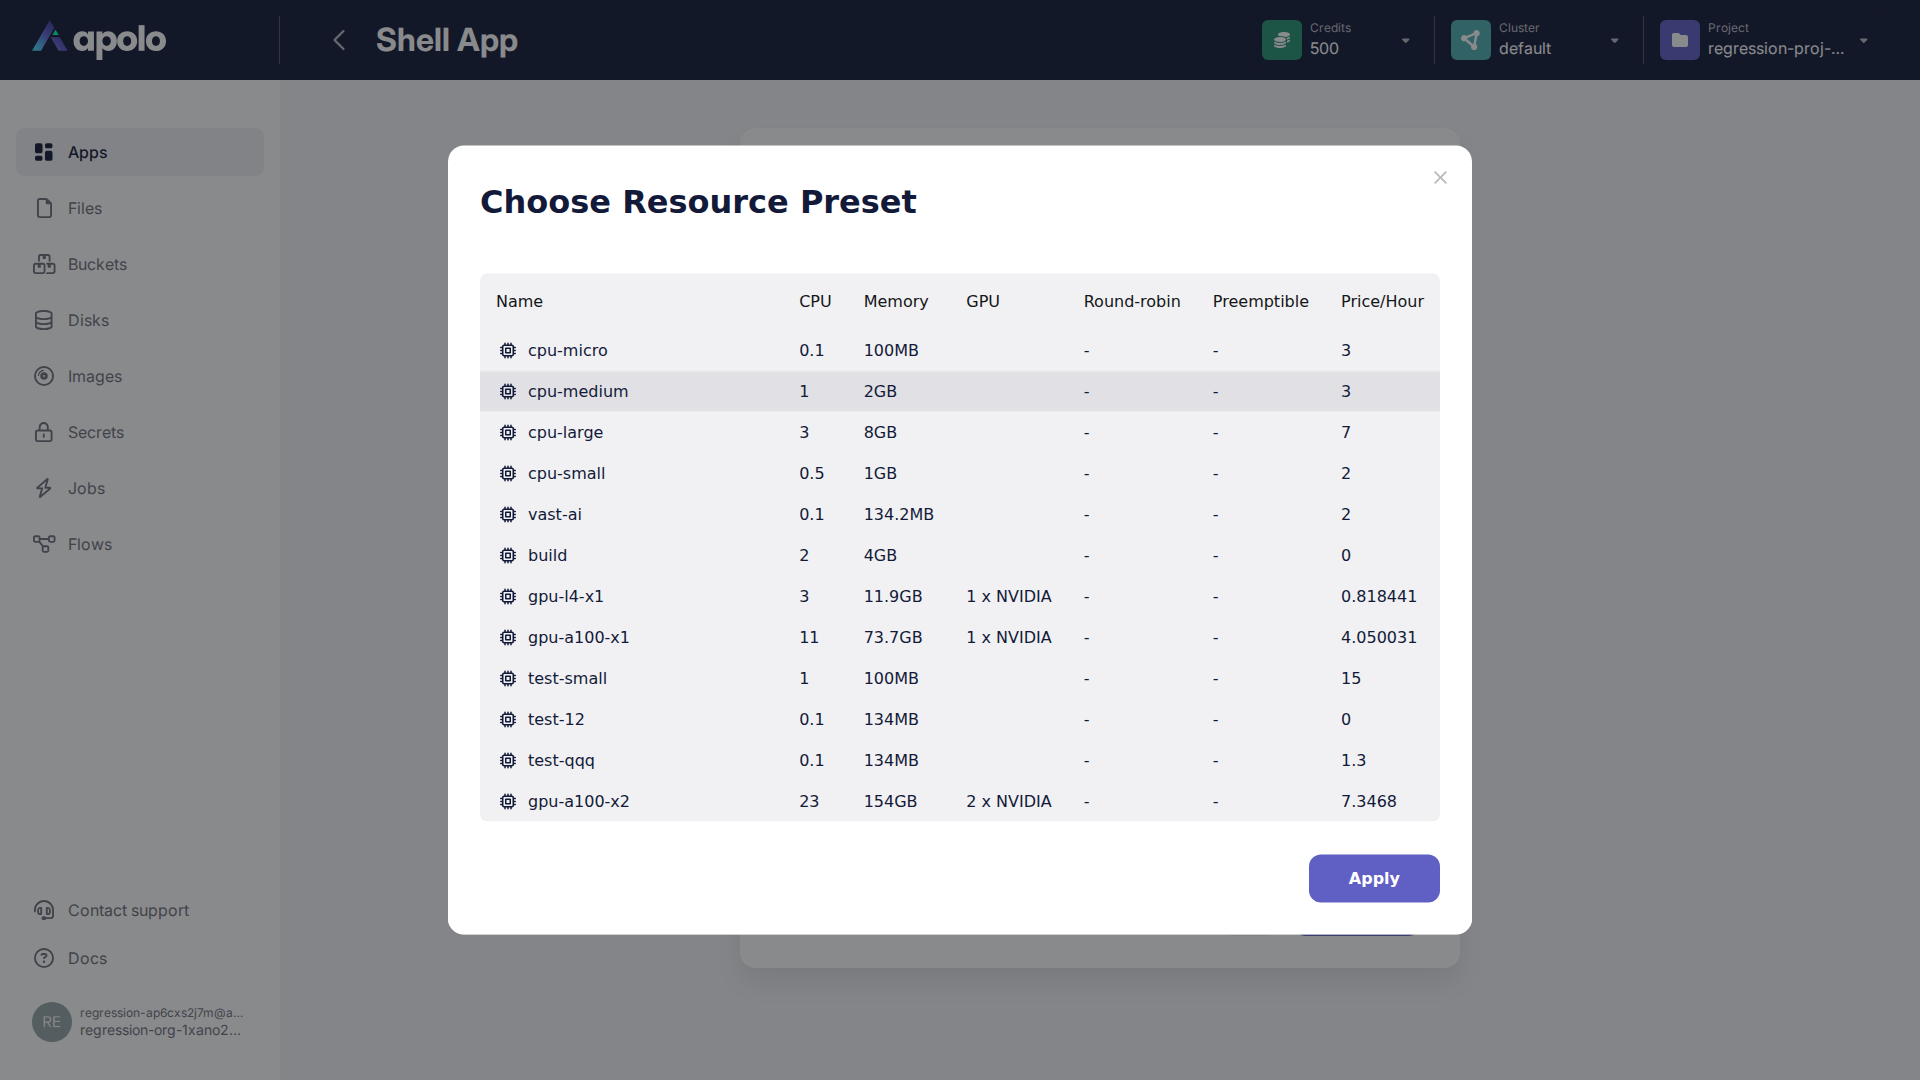 apolo
Shell App
Credits
500
Cluster
default
Project
regression-proj-...
Apps
Files
Buckets
Disks
Images
Secrets
Jobs
Flows
Contact support
Docs
RE
regression-ap6cxs2j7m@a...
regression-org-1xano2...
Choose Resource Preset
Name CPU Memory GPU Round-robin Preemptible Price/Hour
cpu-micro 0.1 100MB - - 3
cpu-medium 1 2GB - - 3
cpu-large 3 8GB - - 7
cpu-small 0.5 1GB - - 2
vast-ai 0.1 134.2MB - - 2
build 2 4GB - - 0
gpu-l4-x1 3 11.9GB 1 x NVIDIA - - 0.818441
gpu-a100-x1 11 73.7GB 1 x NVIDIA - - 4.050031
test-small 1 100MB - - 15
test-12 0.1 134MB - - 0
test-qqq 0.1 134MB - - 1.3
gpu-a100-x2 23 154GB 2 x NVIDIA - - 7.3468
Apply